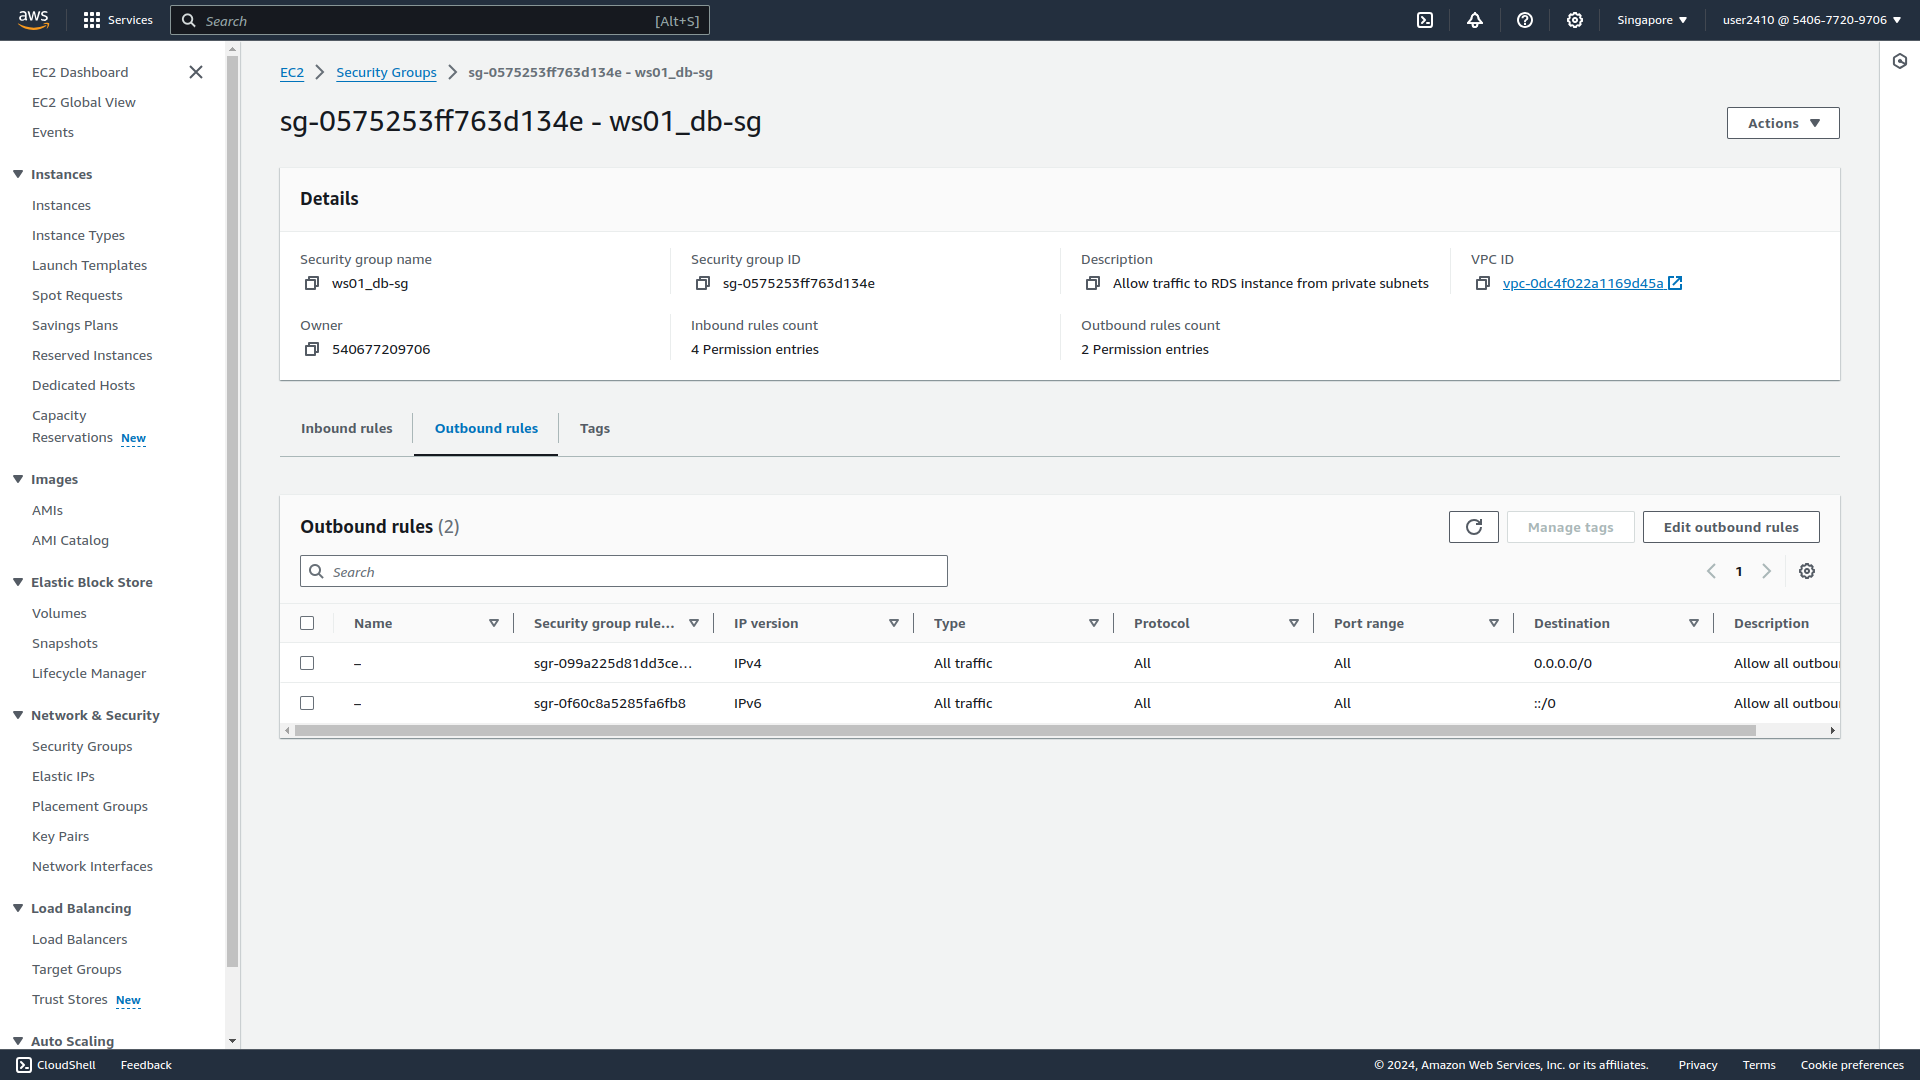 aws
Services
Search
[Alt+S]
Singapore
user2410 @ 5406-7720-9706
EC2 Dashboard
EC2 Global View
Events
Instances
Instances
Instance Types
Launch Templates
Spot Requests
Savings Plans
Reserved Instances
Dedicated Hosts
Capacity
Reservations New
Images
AMIs
AMI Catalog
Elastic Block Store
Volumes
Snapshots
Lifecycle Manager
Network & Security
Security Groups
Elastic IPs
Placement Groups
Key Pairs
Network Interfaces
Load Balancing
Load Balancers
Target Groups
Trust Stores New
Auto Scaling
EC2 Security Groups sg-0575253ff763d134e - ws01_db-sg
sg-0575253ff763d134e - ws01_db-sg
Actions
Details
Security group name
ws01_db-sg
Security group ID
sg-0575253ff763d134e
Description
Allow traffic to RDS instance from private subnets
VPC ID
vpc-0dc4f022a1169d45a
Owner
540677209706
Inbound rules count
4 Permission entries
Outbound rules count
2 Permission entries
Inbound rules Outbound rules Tags
Outbound rules (2)
Manage tags
Edit outbound rules
Search
1
Name Security group rule... IP version Type Protocol Port range Destination Description
– sgr-099a225d81dd3ce... IPv4 All traffic All All 0.0.0.0/0 Allow all outbou
– sgr-0f60c8a5285fa6fb8 IPv6 All traffic All All ::/0 Allow all outbou
CloudShell Feedback © 2024, Amazon Web Services, Inc. or its affiliates. Privacy Terms Cookie preferences